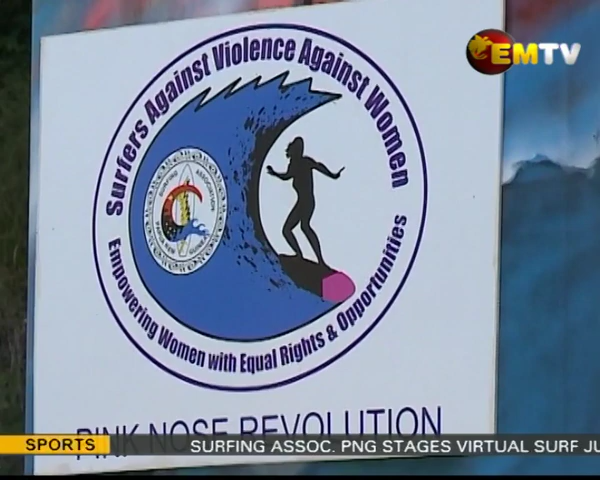 EMTV
Surfers Against Violence Against Women
Empowering Women with Equal Rights & Opportunities
PINK NOSE REVOLUTION
SPORTS
SURFING ASSOC. PNG STAGES VIRTUAL SURF JU